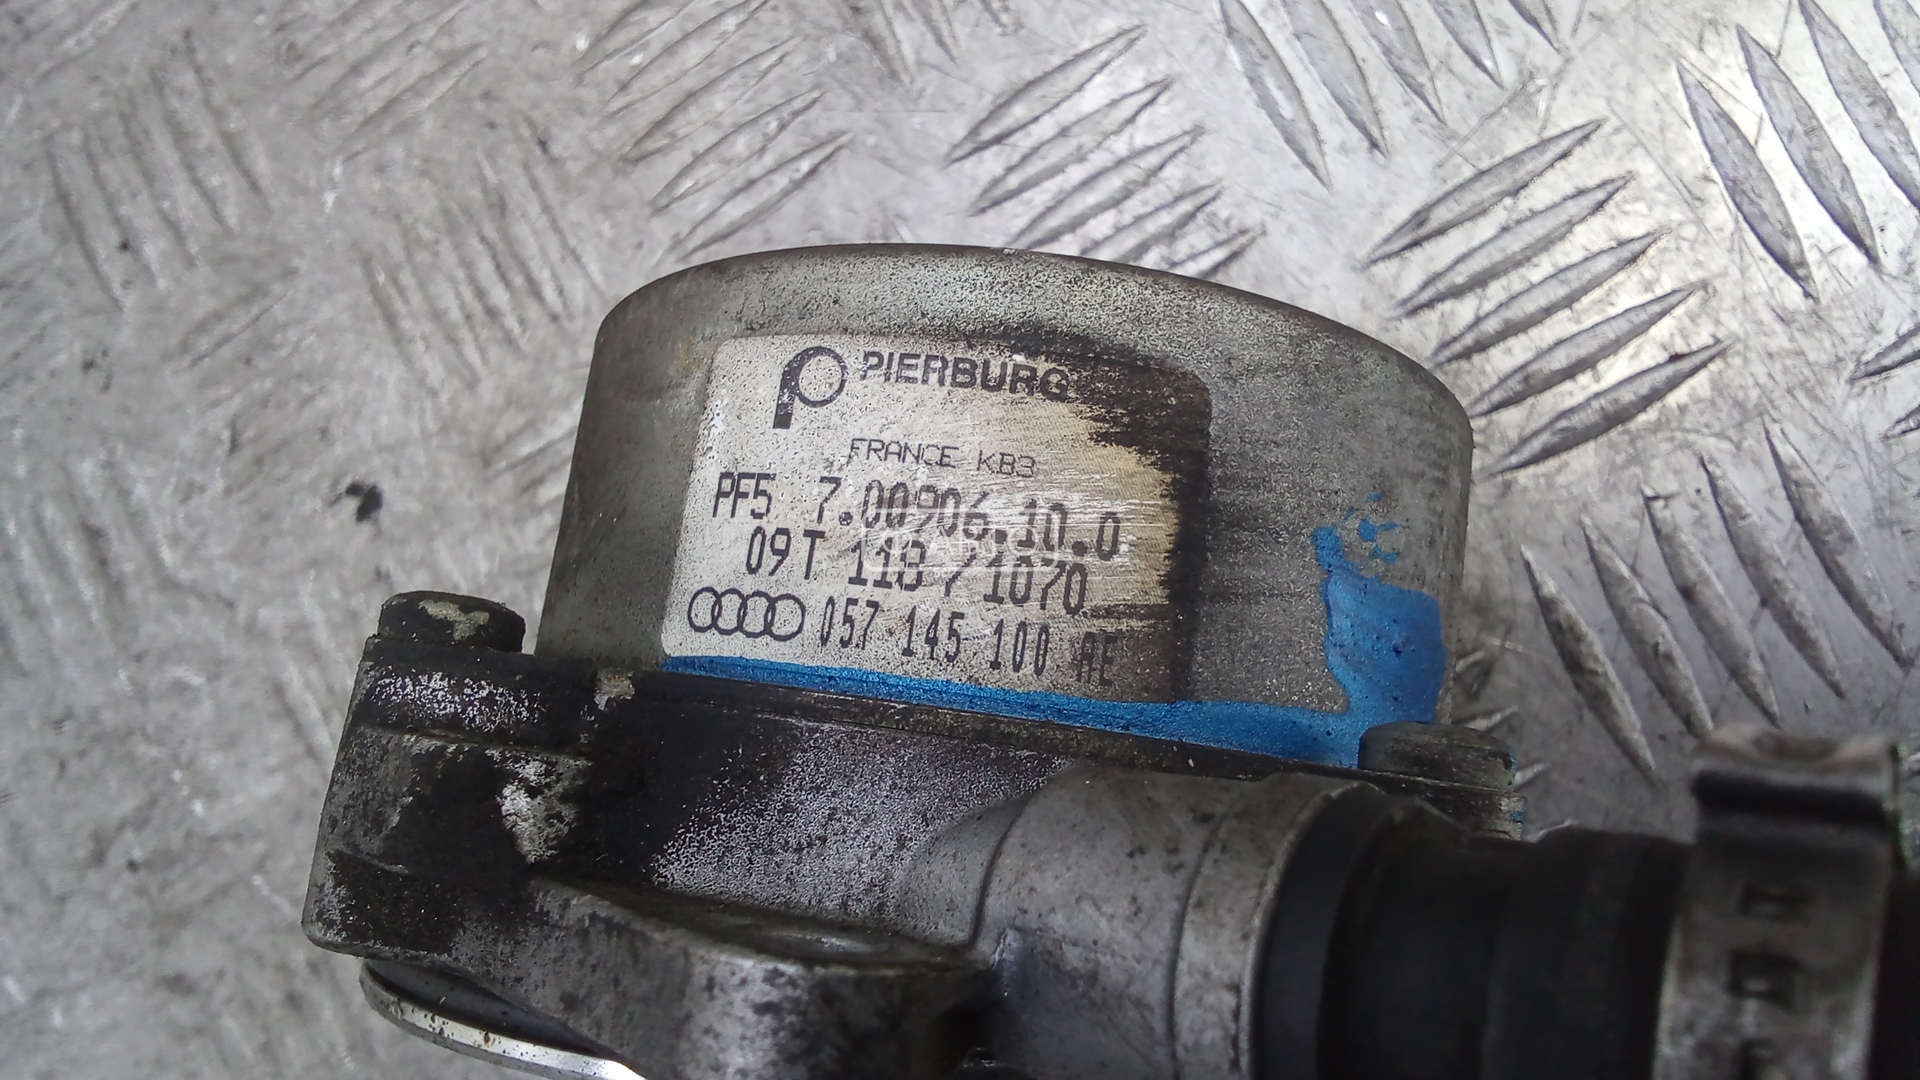 PIERBURG
FRANCE KB3
PF5 7.00906.10.0
09T 118 / 1070
057 145 100 AE